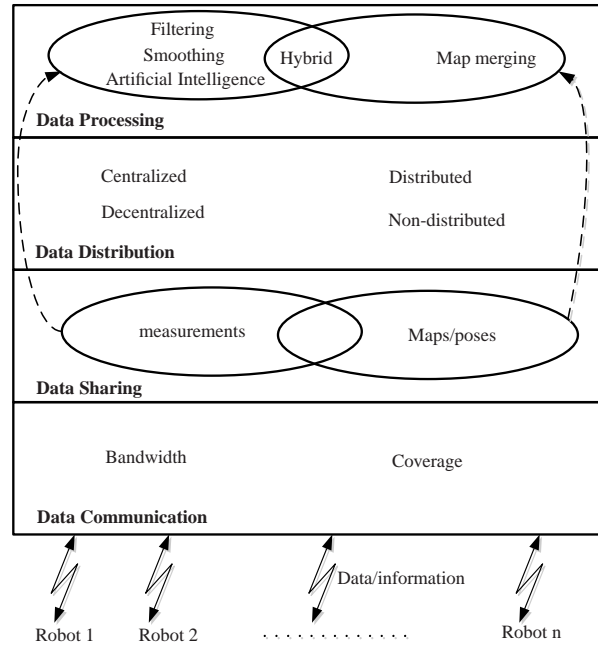 Filtering
Smoothing
Artificial Intelligence
Hybrid
Map merging
Data Processing
Centralized
Distributed
Decentralized
Non-distributed
Data Distribution
measurements
Maps/poses
Data Sharing
Bandwidth
Coverage
Data Communication
Data/information
Robot 1
Robot 2
Robot n